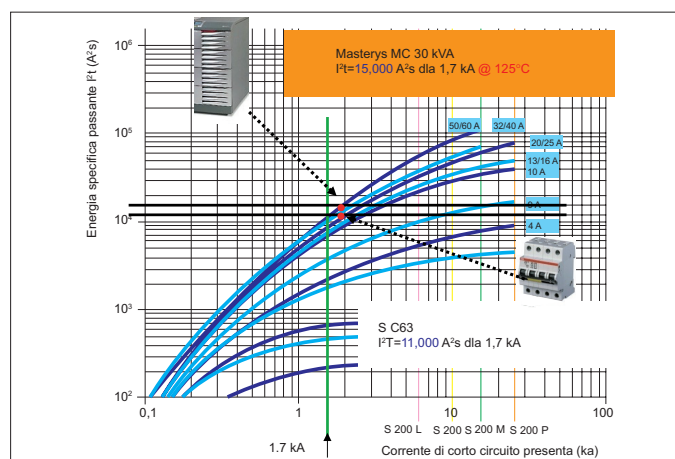 Energia specifica passante I²t (A²s)
10⁶
10⁵
10⁴
10³
10²
Masterys MC 30 kVA
I²t=15,000 A²s dla 1,7 kA @ 125°C
50/60 A
32/40 A
20/25 A
13/16 A
10 A
4 A
S C63
I²T=11,000 A²s dla 1,7 kA
0,1
1
10
100
S 200 L
S 200 S
S 200 M
S 200 P
1.7 kA
Corrente di corto circuito presenta (ka)